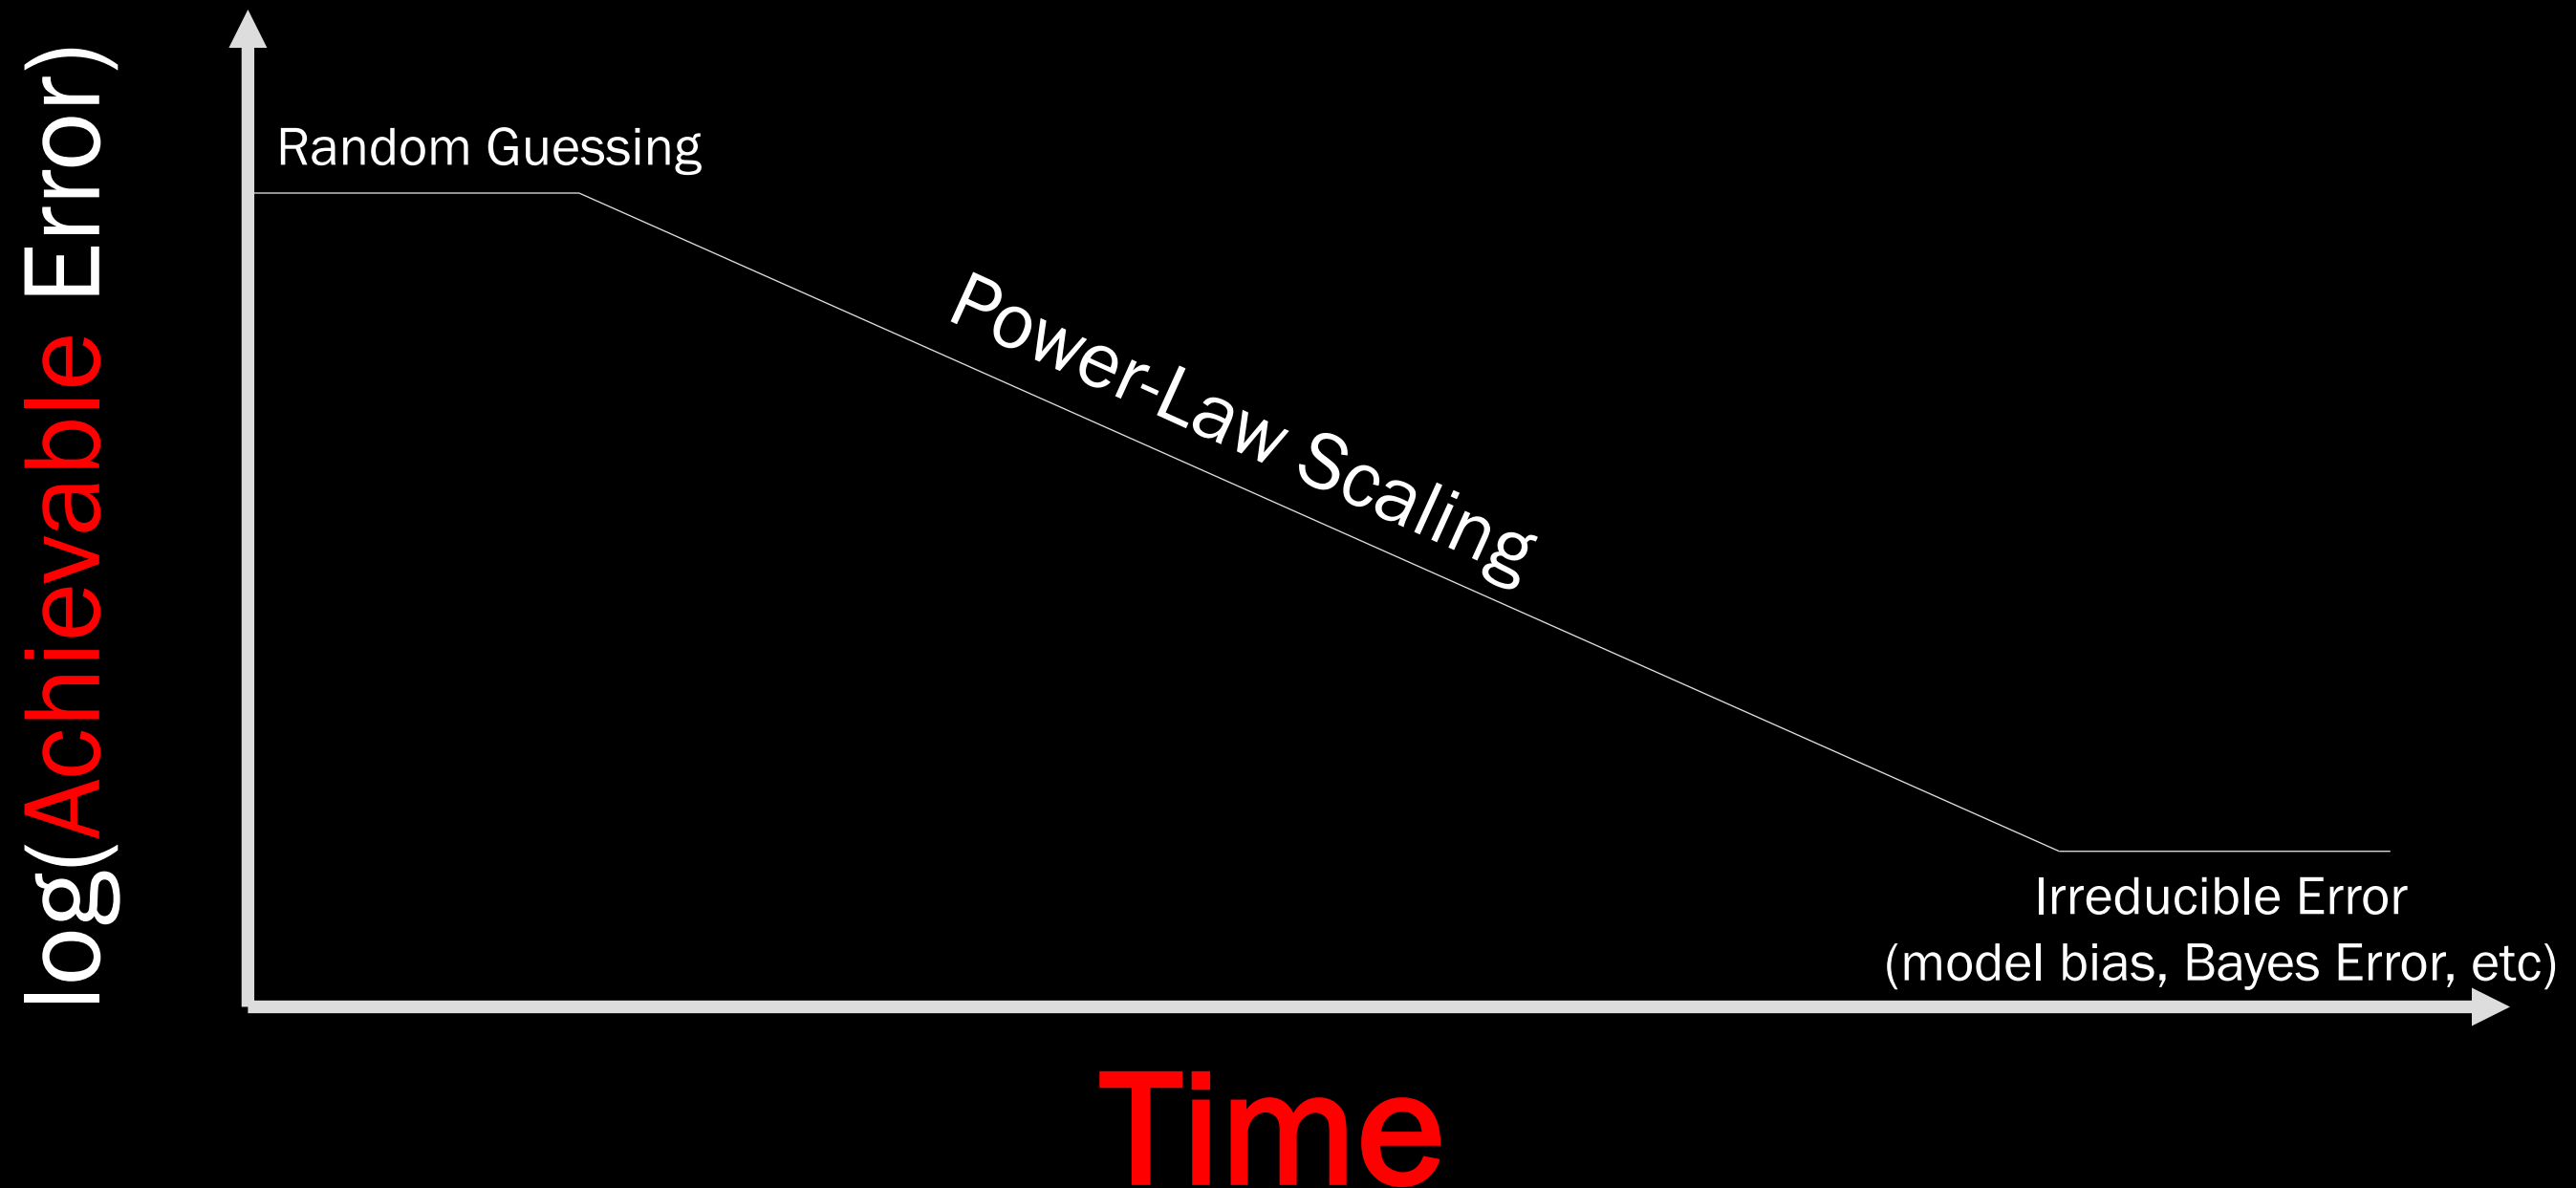 log(Achievable Error)
Random Guessing
Power-Law Scaling
Irreducible Error
(model bias, Bayes Error, etc)
Time